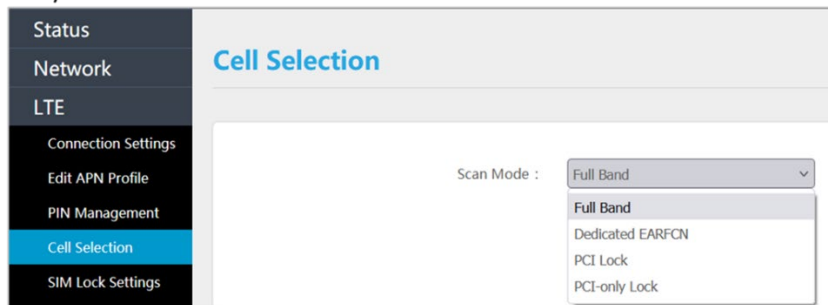 Status
Network
LTE
Connection Settings
Edit APN Profile
PIN Management
Cell Selection
SIM Lock Settings
Cell Selection
Scan Mode :
Full Band
Full Band
Dedicated EARFCN
PCI Lock
PCI-only Lock